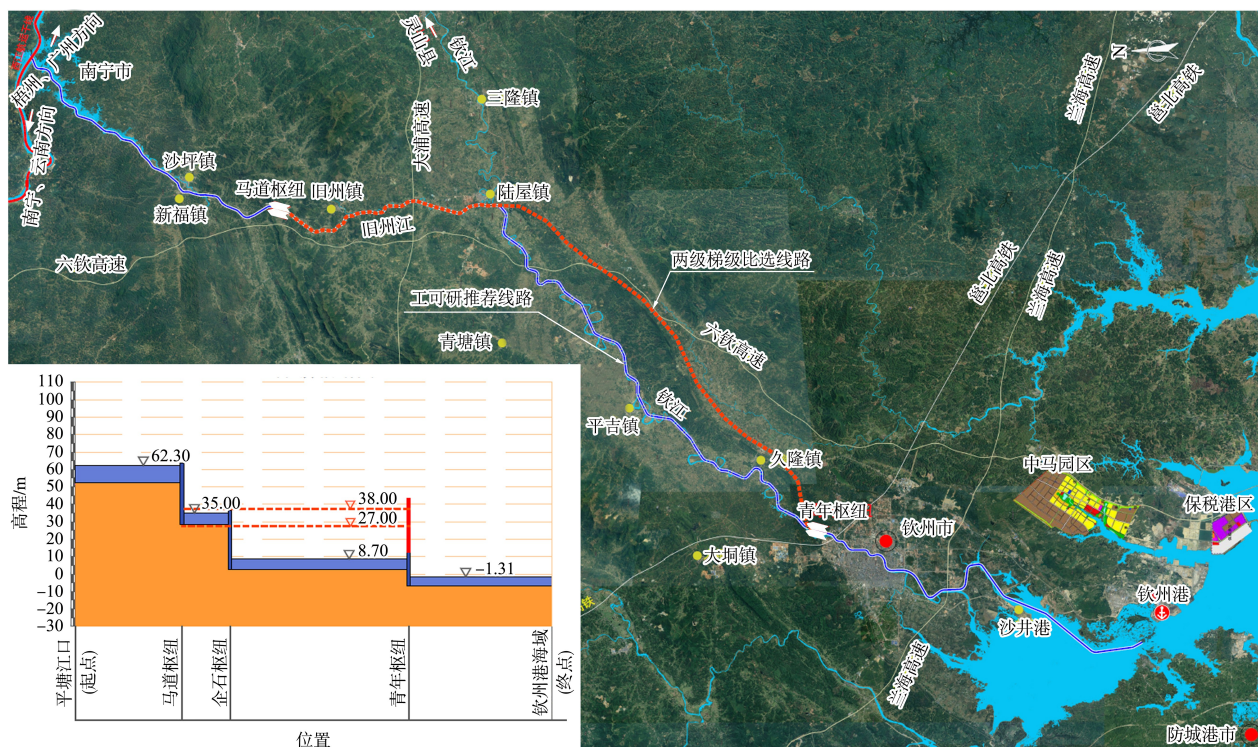 梧州、广州方向
南宁市
南宁、云南方向
灵山县
钦江
三隆镇
大浦高速
沙坪镇
新福镇
马道枢纽
旧州镇
旧州江
陆屋镇
六钦高速
两级梯级比选线路
工可研推荐线路
青塘镇
六钦高速
平吉镇
钦江
久隆镇
青年枢纽
钦州市
大垌镇
兰海高速
邕北高铁
N
邕北高铁
兰海高速
中马园区
保税港区
钦州港
沙井港
兰海高速
防城港市
铁
高程/m
110
100
90
80
70
60
50
40
30
20
10
0
-10
-20
-30
62.30
35.00
38.00
27.00
8.70
-1.31
平塘江口
(起点)
马道枢纽
企石枢纽
青年枢纽
钦州港海域
(终点)
位置